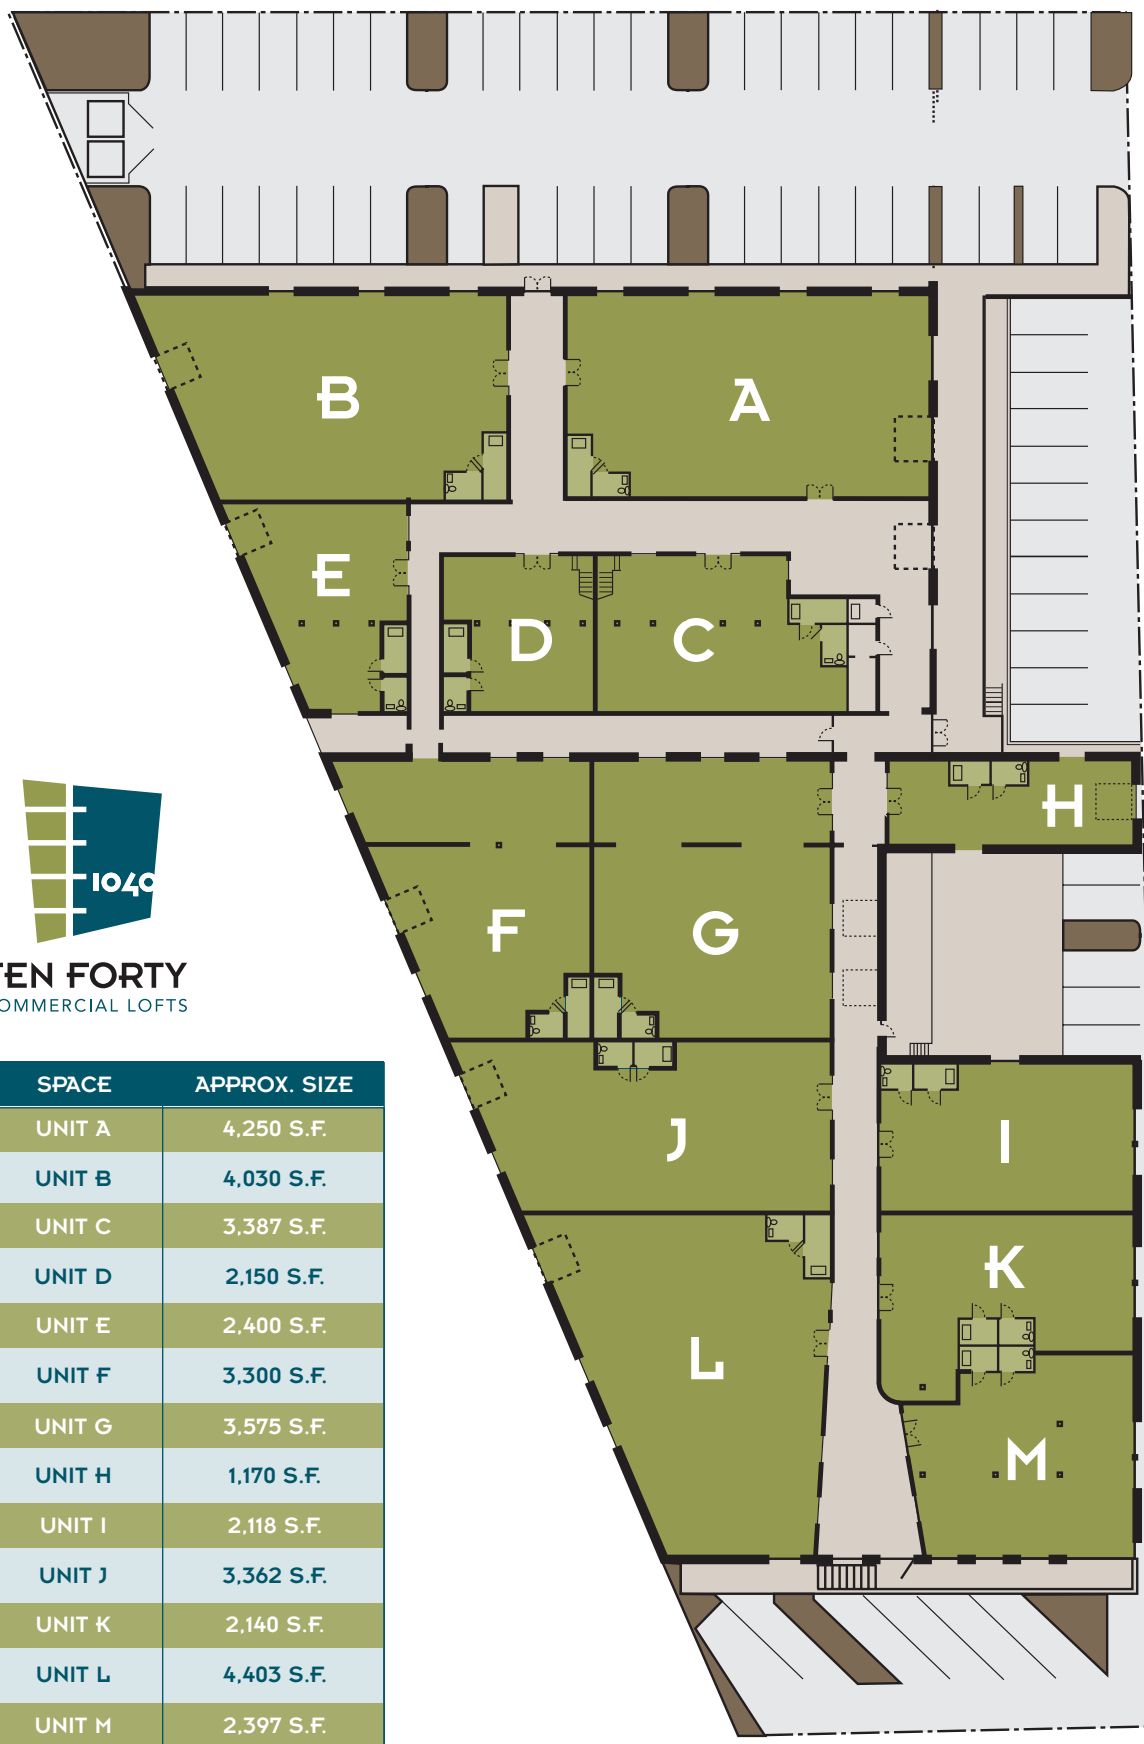 B
A
E
D
C
H
1040
F
G
TEN FORTY
COMMERCIAL LOFTS
J
I
K
L
M
SPACE APPROX. SIZE
UNIT A 4,250 S.F.
UNIT B 4,030 S.F.
UNIT C 3,387 S.F.
UNIT D 2,150 S.F.
UNIT E 2,400 S.F.
UNIT F 3,300 S.F.
UNIT G 3,575 S.F.
UNIT H 1,170 S.F.
UNIT I 2,118 S.F.
UNIT J 3,362 S.F.
UNIT K 2,140 S.F.
UNIT L 4,403 S.F.
UNIT M 2,397 S.F.